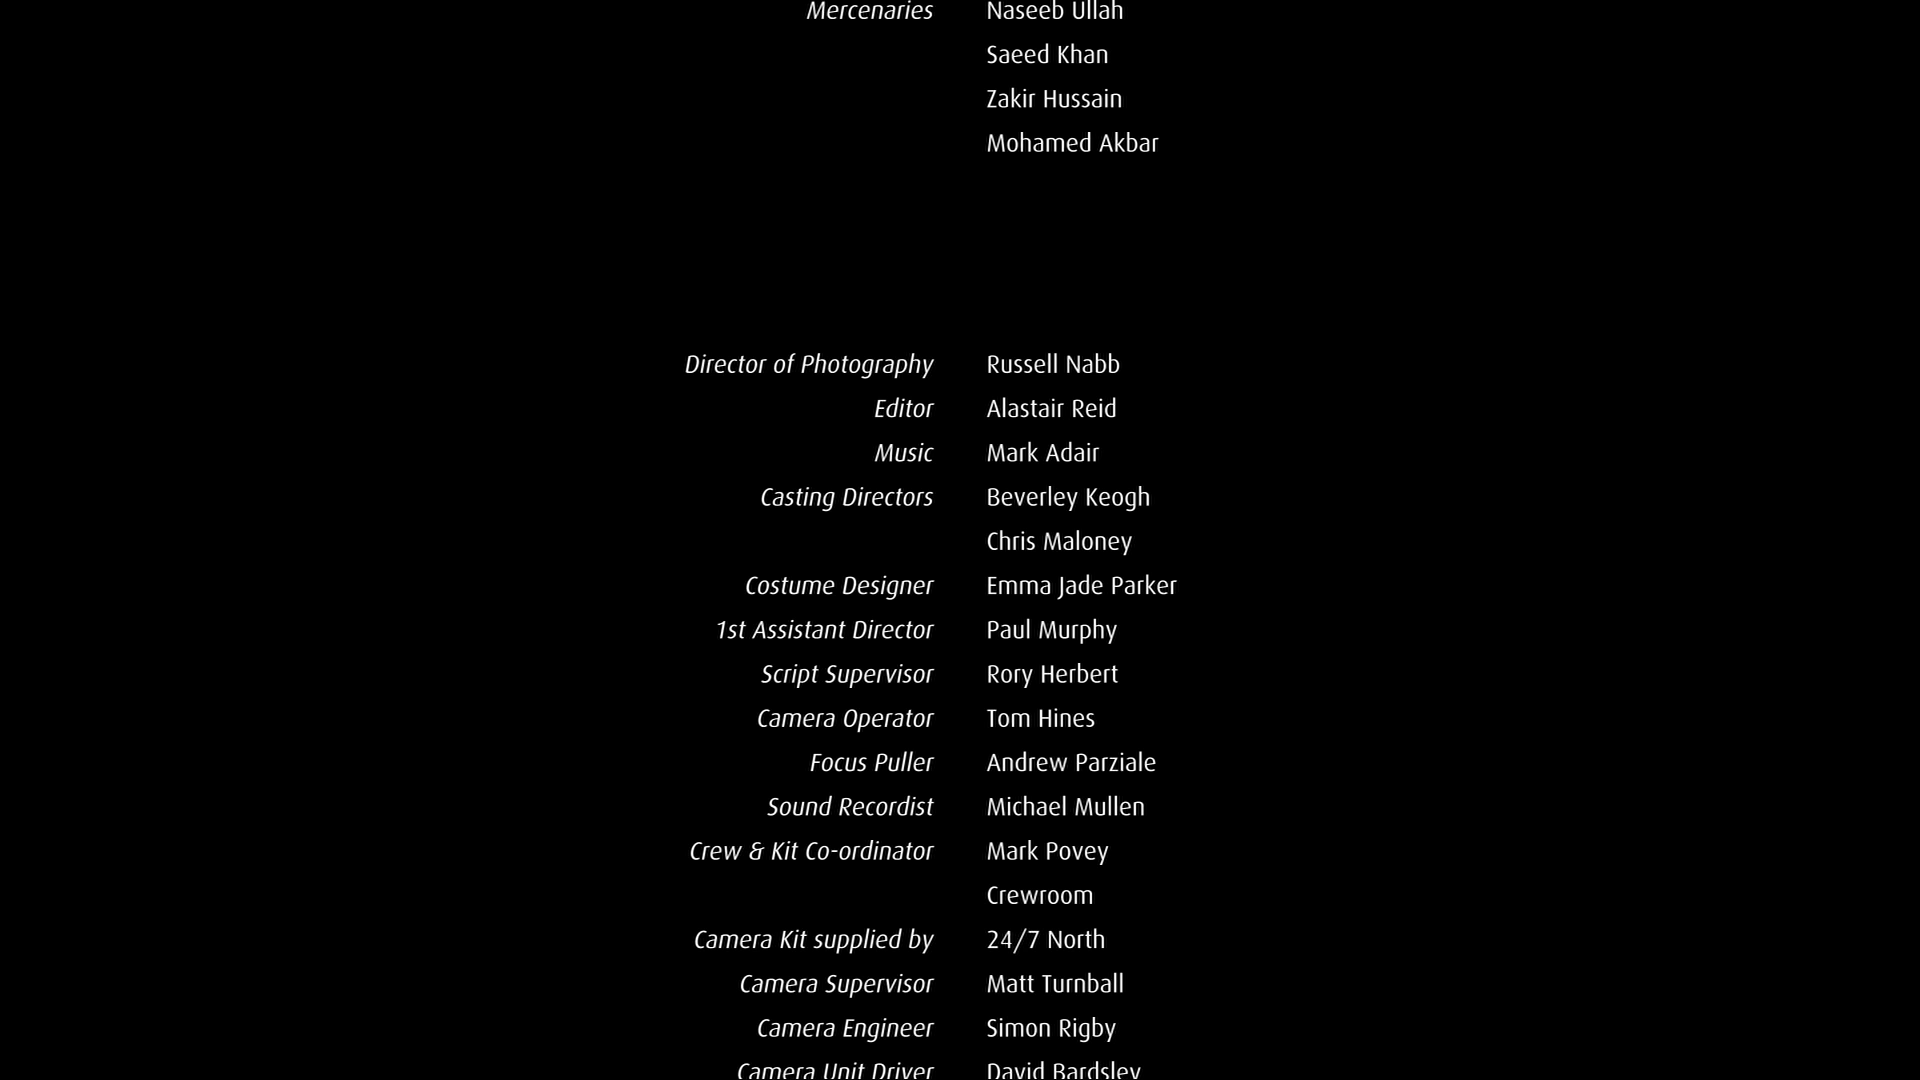 Mercenaries Naseeb Ullah
Saeed Khan
Zakir Hussain
Mohamed Akbar
Director of Photography Russell Nabb
Editor Alastair Reid
Music Mark Adair
Casting Directors Beverley Keogh
Chris Maloney
Costume Designer Emma Jade Parker
1st Assistant Director Paul Murphy
Script Supervisor Rory Herbert
Camera Operator Tom Hines
Focus Puller Andrew Parziale
Sound Recordist Michael Mullen
Crew & Kit Co-ordinator Mark Povey
Crewroom
Camera Kit supplied by 24/7 North
Camera Supervisor Matt Turnball
Camera Engineer Simon Rigby
Camera Unit Driver David Bardsley